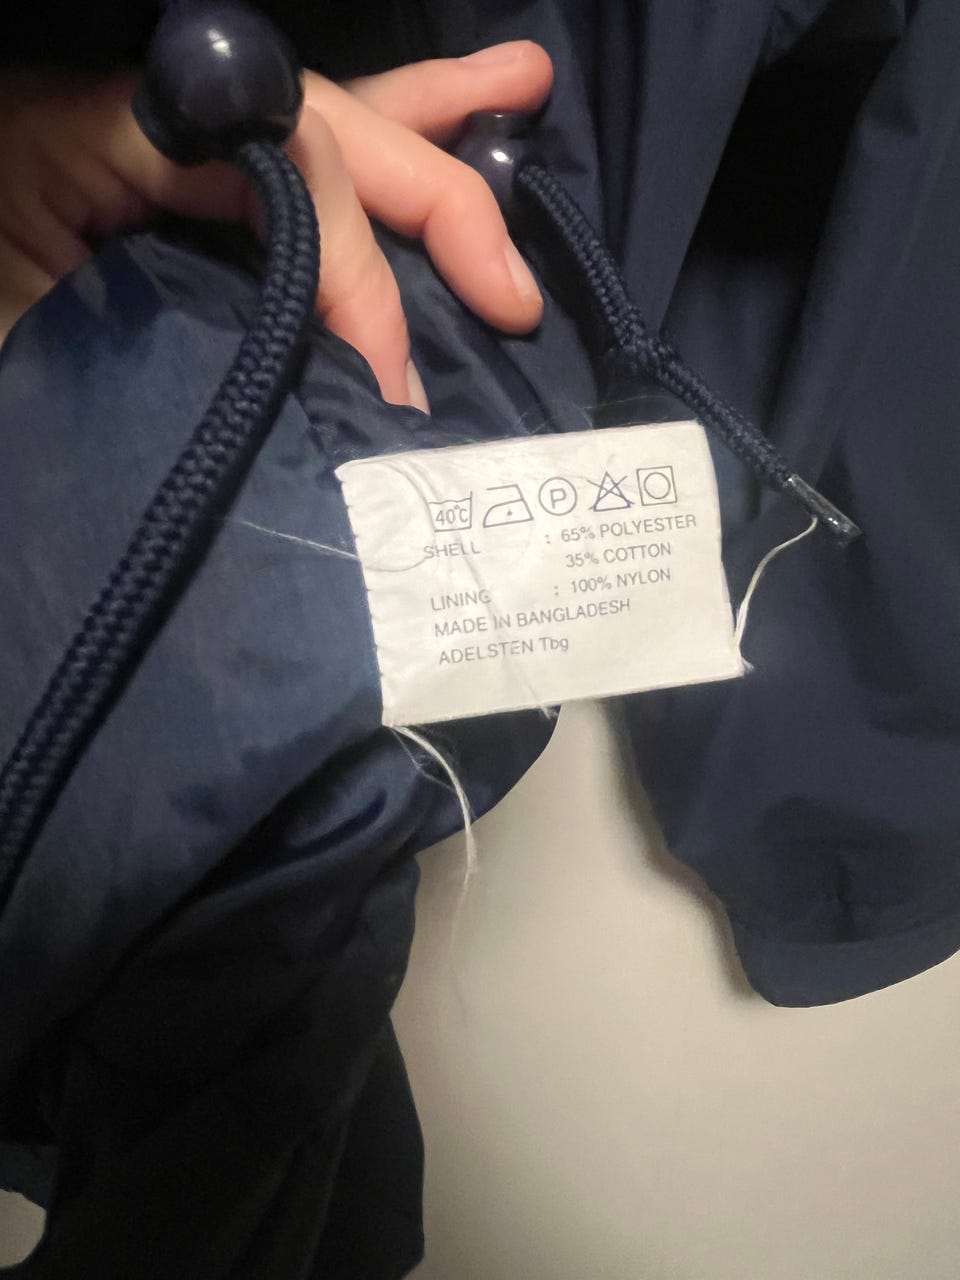 40°C P
SHELL : 65% POLYESTER
35% COTTON
LINING : 100% NYLON
MADE IN BANGLADESH
ADELSTEN Tbg